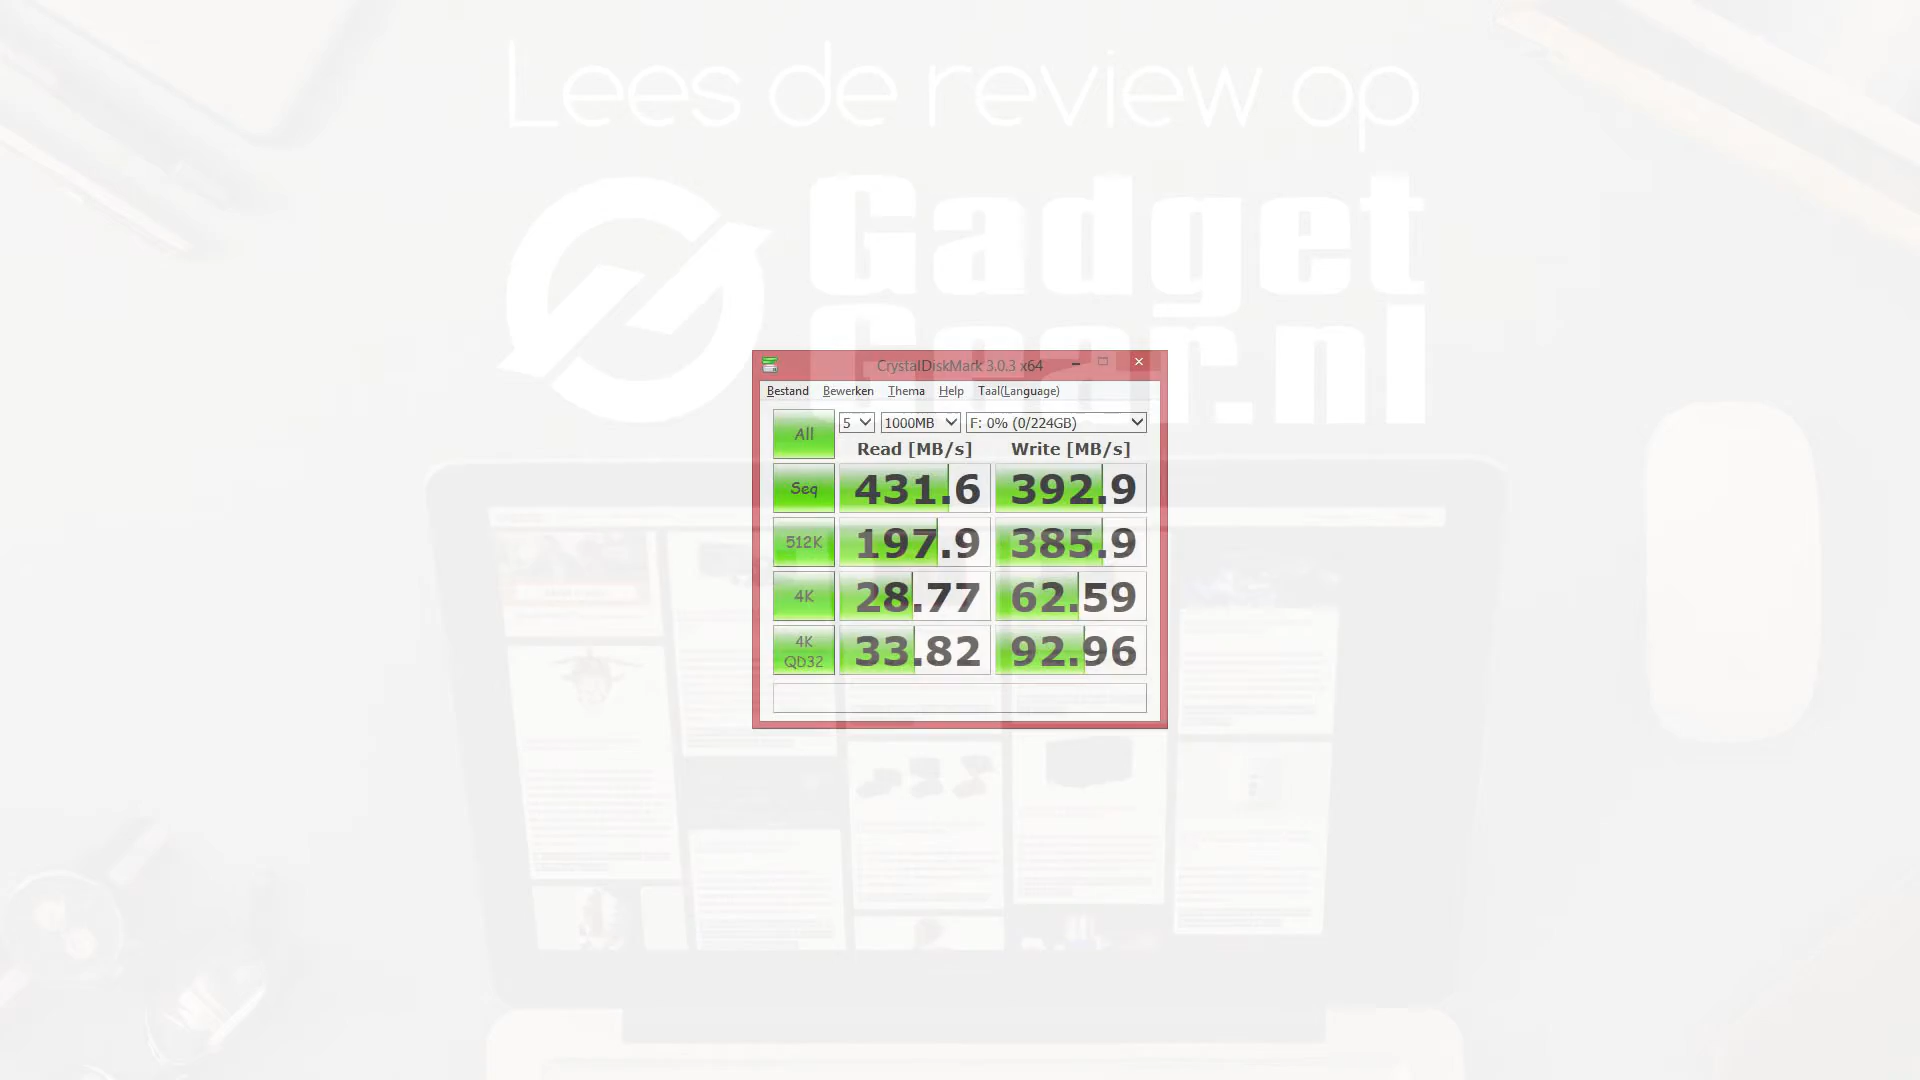 Lees de review op
Gadget
Gear.nl
CrystalDiskMark 3.0.3 x64
Bestand Bewerken Thema Help Taal(Language)
All 5 1000MB F: 0% (0/224GB)
Read [MB/s] Write [MB/s]
Seq 431.6 392.9
512K 197.9 385.9
4K 28.77 62.59
4K
QD32 33.82 92.96